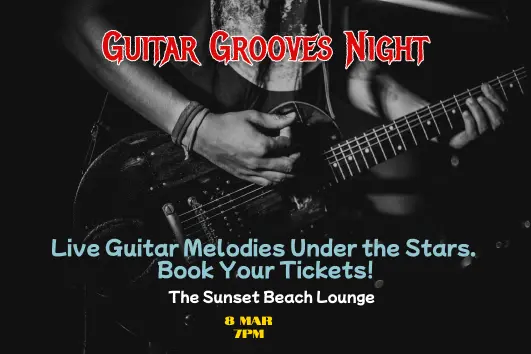 Guitar Grooves Night
Live Guitar Melodies Under the Stars.
Book Your Tickets!
The Sunset Beach Lounge
8 MAR
7PM